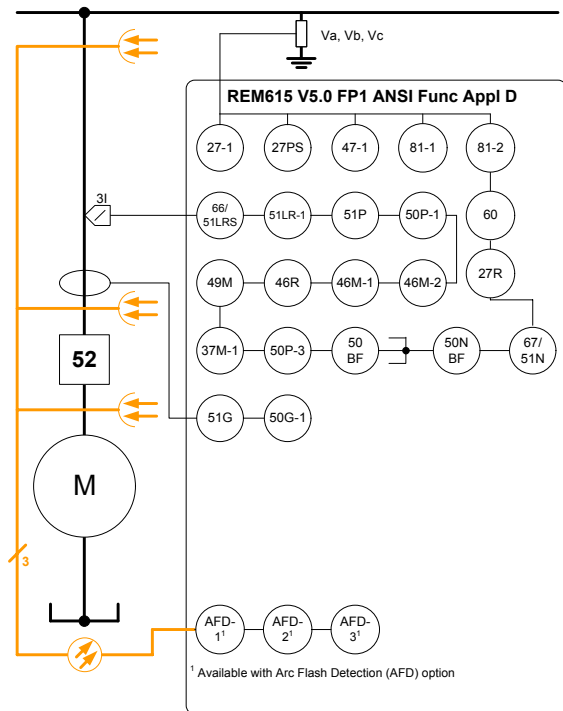 Va, Vb, Vc
REM615 V5.0 FP1 ANSI Func Appl D
27-1
27PS
47-1
81-1
81-2
3I
66/
51LRS
51LR-1
51P
50P-1
60
49M
46R
46M-1
46M-2
27R
52
37M-1
50P-3
50
BF
50N
BF
67/
51N
51G
50G-1
M
3
AFD-
1¹
AFD-
2¹
AFD-
3¹
¹ Available with Arc Flash Detection (AFD) option